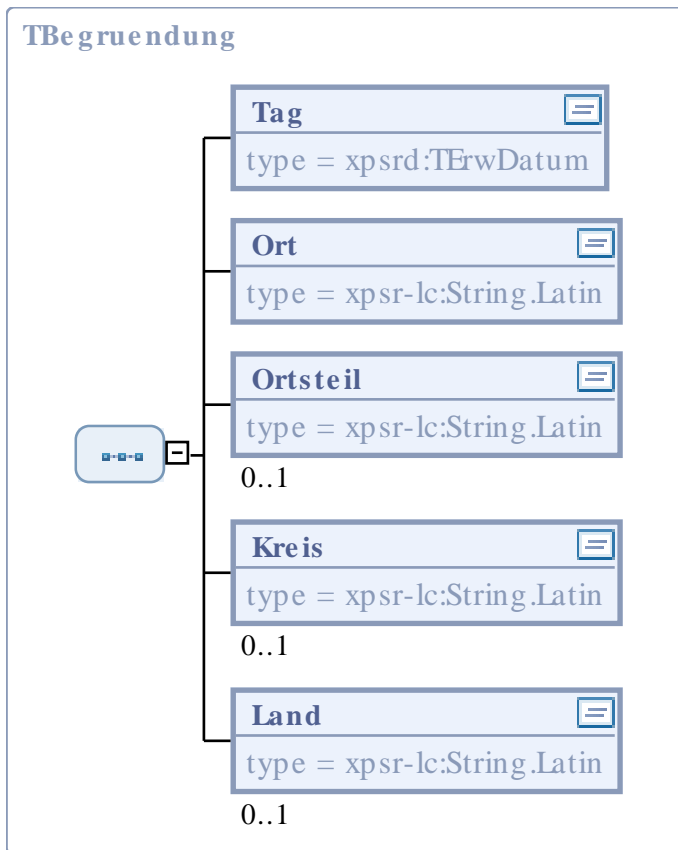 TBegruendung
Tag
type = xpsrd:TErwDatum
Ort
type = xpsr-lc:String.Latin
Ortsteil
type = xpsr-lc:String.Latin
0..1
Kreis
type = xpsr-lc:String.Latin
0..1
Land
type = xpsr-lc:String.Latin
0..1